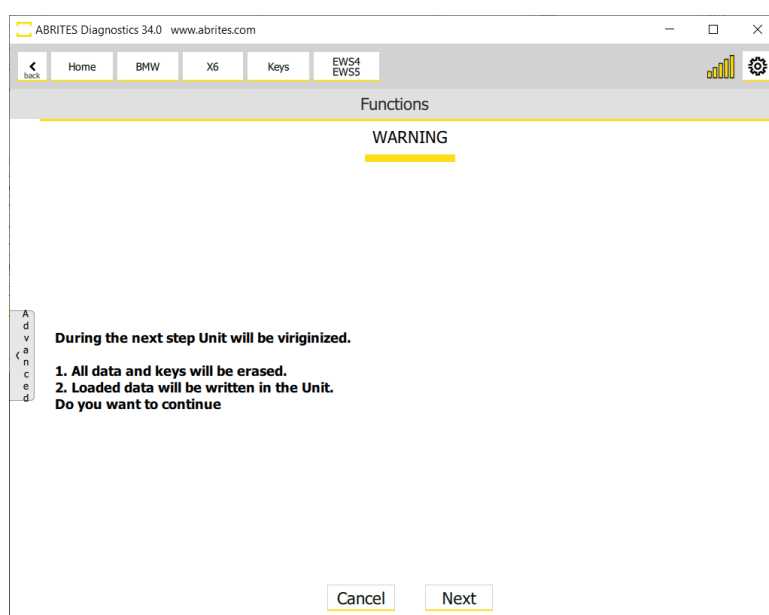 ABRITES Diagnostics 34.0 www.abrites.com
back
Home
BMW
X6
Keys
EWS4
EWS5
Functions
WARNING
Advanced
During the next step Unit will be viriginized.
1. All data and keys will be erased.
2. Loaded data will be written in the Unit.
Do you want to continue
Cancel
Next